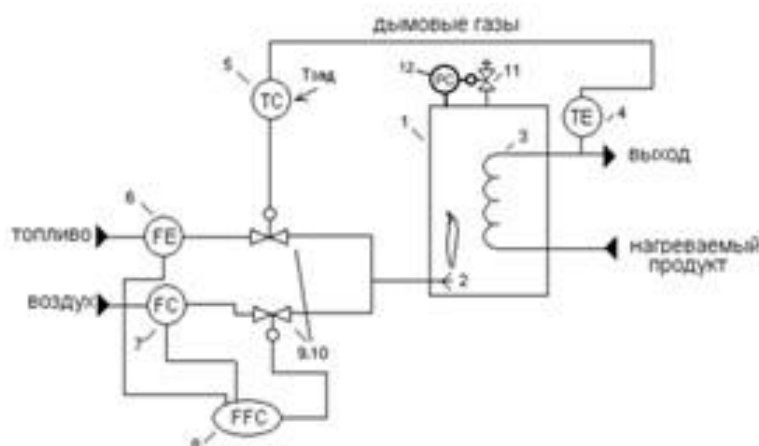 дымовые газы
5
TC
Tзад
12
PC
11
1
3
TE
4
выход
6
топливо
FE
нагреваемый
продукт
2
воздух
FC
7
9,10
FFC
8